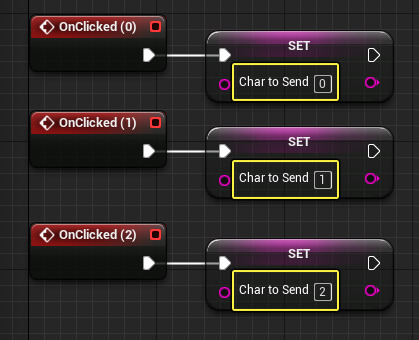 OnClicked (0)
SET
Char to Send 0
OnClicked (1)
SET
Char to Send 1
OnClicked (2)
SET
Char to Send 2